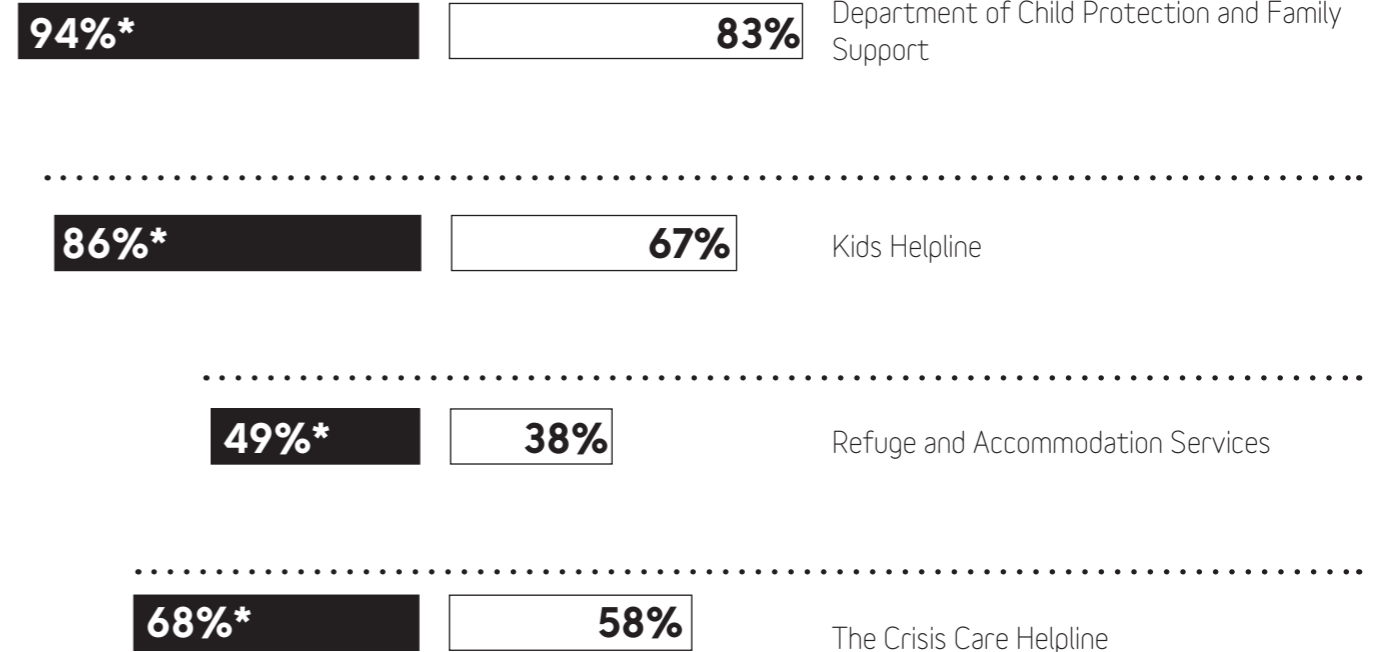 94%*
83%
Department of Child Protection and Family
Support
86%*
67%
Kids Helpline
49%*
38%
Refuge and Accommodation Services
68%*
58%
The Crisis Care Helpline